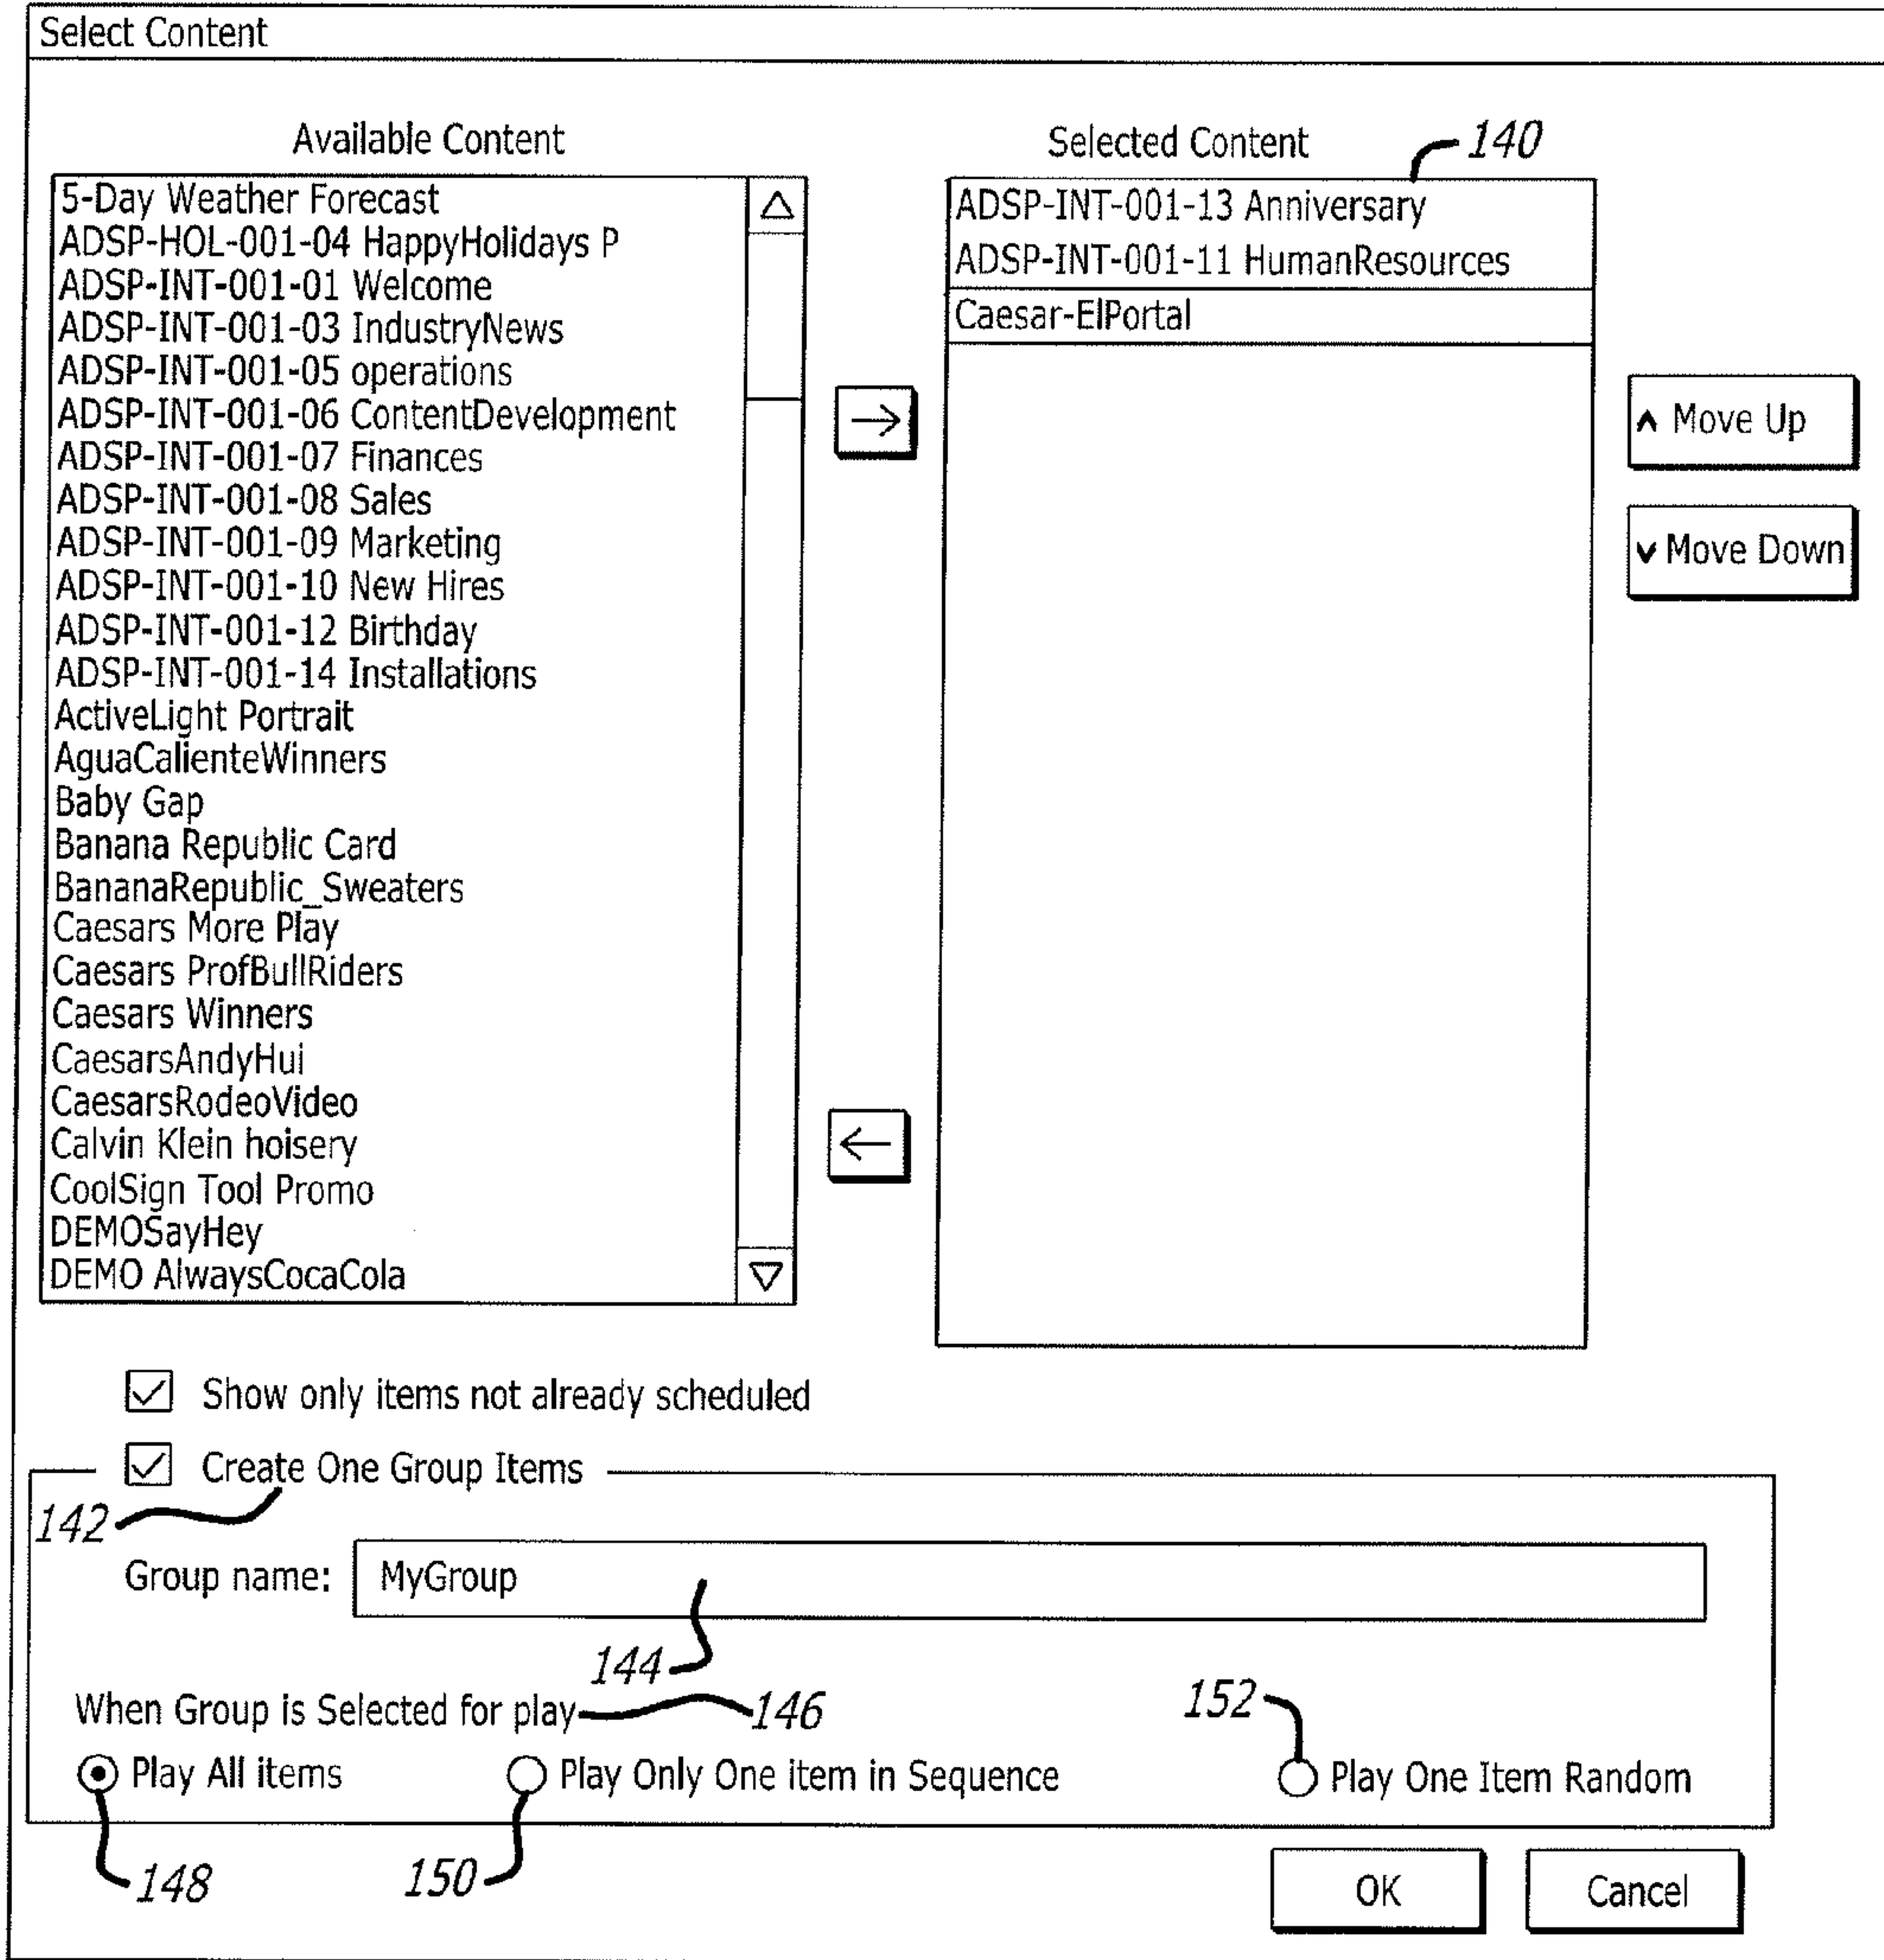 Select Content
Available Content
5-Day Weather Forecast
ADSP-HOL-001-04 HappyHolidays P
ADSP-INT-001-01 Welcome
ADSP-INT-001-03 IndustryNews
ADSP-INT-001-05 operations
ADSP-INT-001-06 ContentDevelopment
ADSP-INT-001-07 Finances
ADSP-INT-001-08 Sales
ADSP-INT-001-09 Marketing
ADSP-INT-001-10 New Hires
ADSP-INT-001-12 Birthday
ADSP-INT-001-14 Installations
ActiveLight Portrait
AguaCalienteWinners
Baby Gap
Banana Republic Card
BananaRepublic_Sweaters
Caesars More Play
Caesars ProfBullRiders
Caesars Winners
CaesarsAndyHui
CaesarsRodeoVideo
Calvin Klein hoisery
CoolSign Tool Promo
DEMOSayHey
DEMO AlwaysCocaCola
Selected Content 140
ADSP-INT-001-13 Anniversary
ADSP-INT-001-11 HumanResources
Caesar-ElPortal
Move Up
Move Down
Show only items not already scheduled
Create One Group Items
142
Group name: MyGroup
144
When Group is Selected for play 146 152
Play All items Play Only One item in Sequence Play One Item Random
148 150
OK Cancel